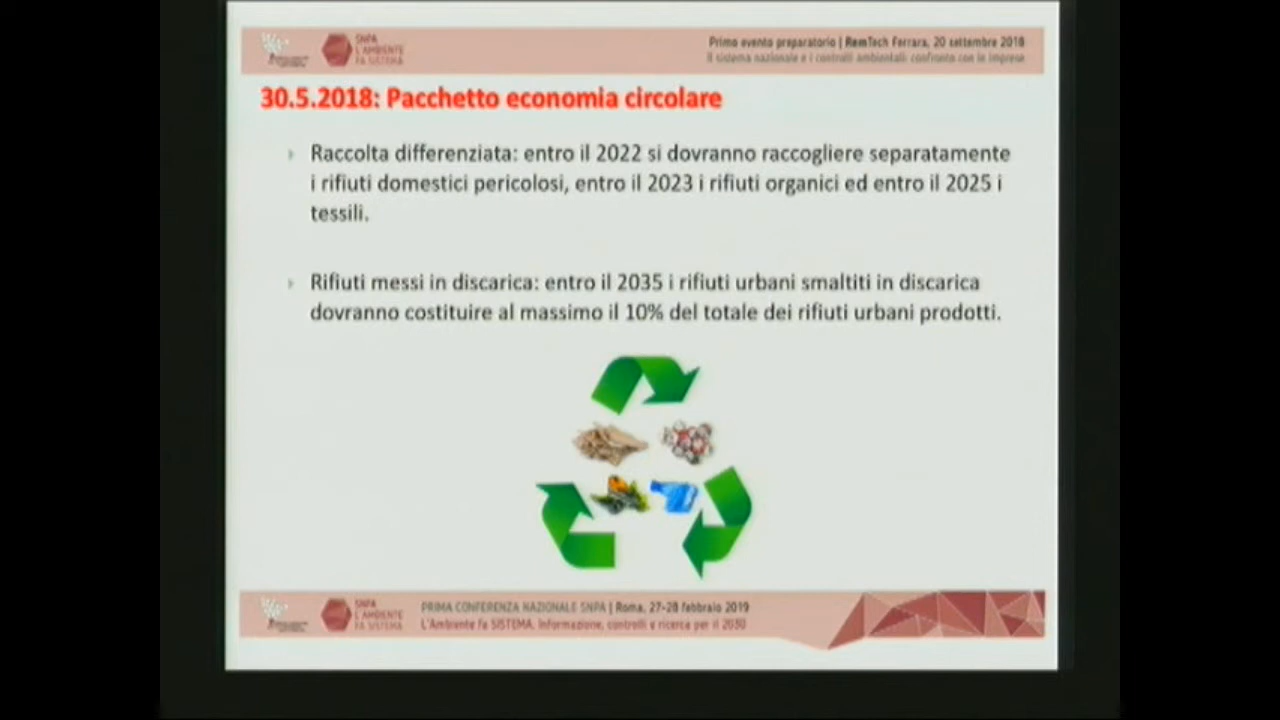 SNPA
L'AMBIENTE
FA SISTEMA
Primo evento preparatorio | RemTech Ferrara, 20 settembre 2018
Il sistema nazionale e i controlli ambientali: confronto con le imprese
30.5.2018: Pacchetto economia circolare
Raccolta differenziata: entro il 2022 si dovranno raccogliere separatamente
i rifiuti domestici pericolosi, entro il 2023 i rifiuti organici ed entro il 2025 i
tessili.
Rifiuti messi in discarica: entro il 2035 i rifiuti urbani smaltiti in discarica
dovranno costituire al massimo il 10% del totale dei rifiuti urbani prodotti.
SNPA
L'AMBIENTE
FA SISTEMA
PRIMA CONFERENZA NAZIONALE SNPA | Roma, 27-28 febbraio 2019
L'Ambiente fa SISTEMA. Informazione, controlli e ricerca per il 2030